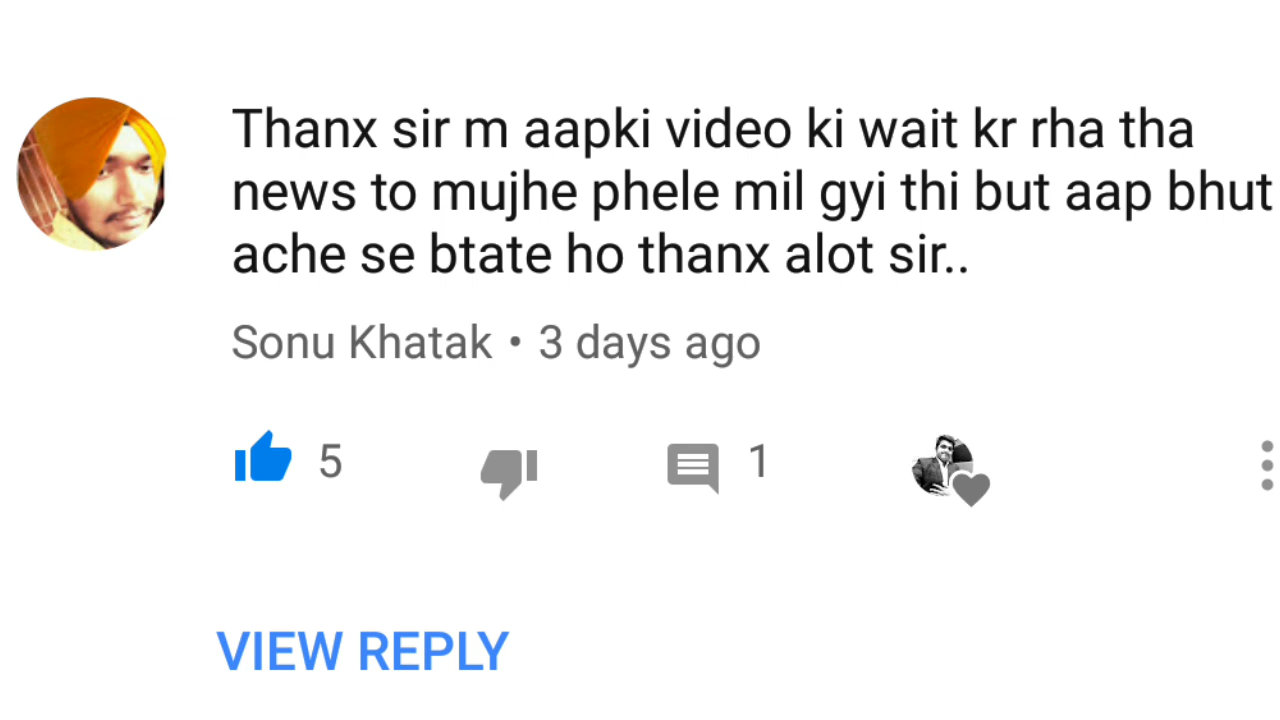 Thanx sir m aapki video ki wait kr rha tha
news to mujhe phele mil gyi thi but aap bhut
ache se btate ho thanx alot sir..
Sonu Khatak • 3 days ago
5 1
VIEW REPLY